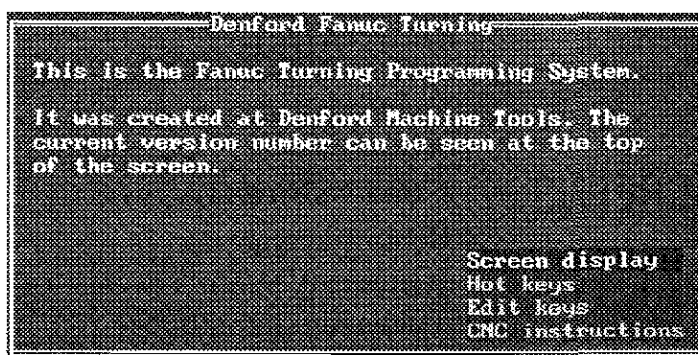 Denford Fanuc Turning
This is the Fanuc Turning Programming System.
It was created at Denford Machine Tools. The
current version number can be seen at the top
of the screen.
Screen display
Hot keys
Edit keys
CNC instructions